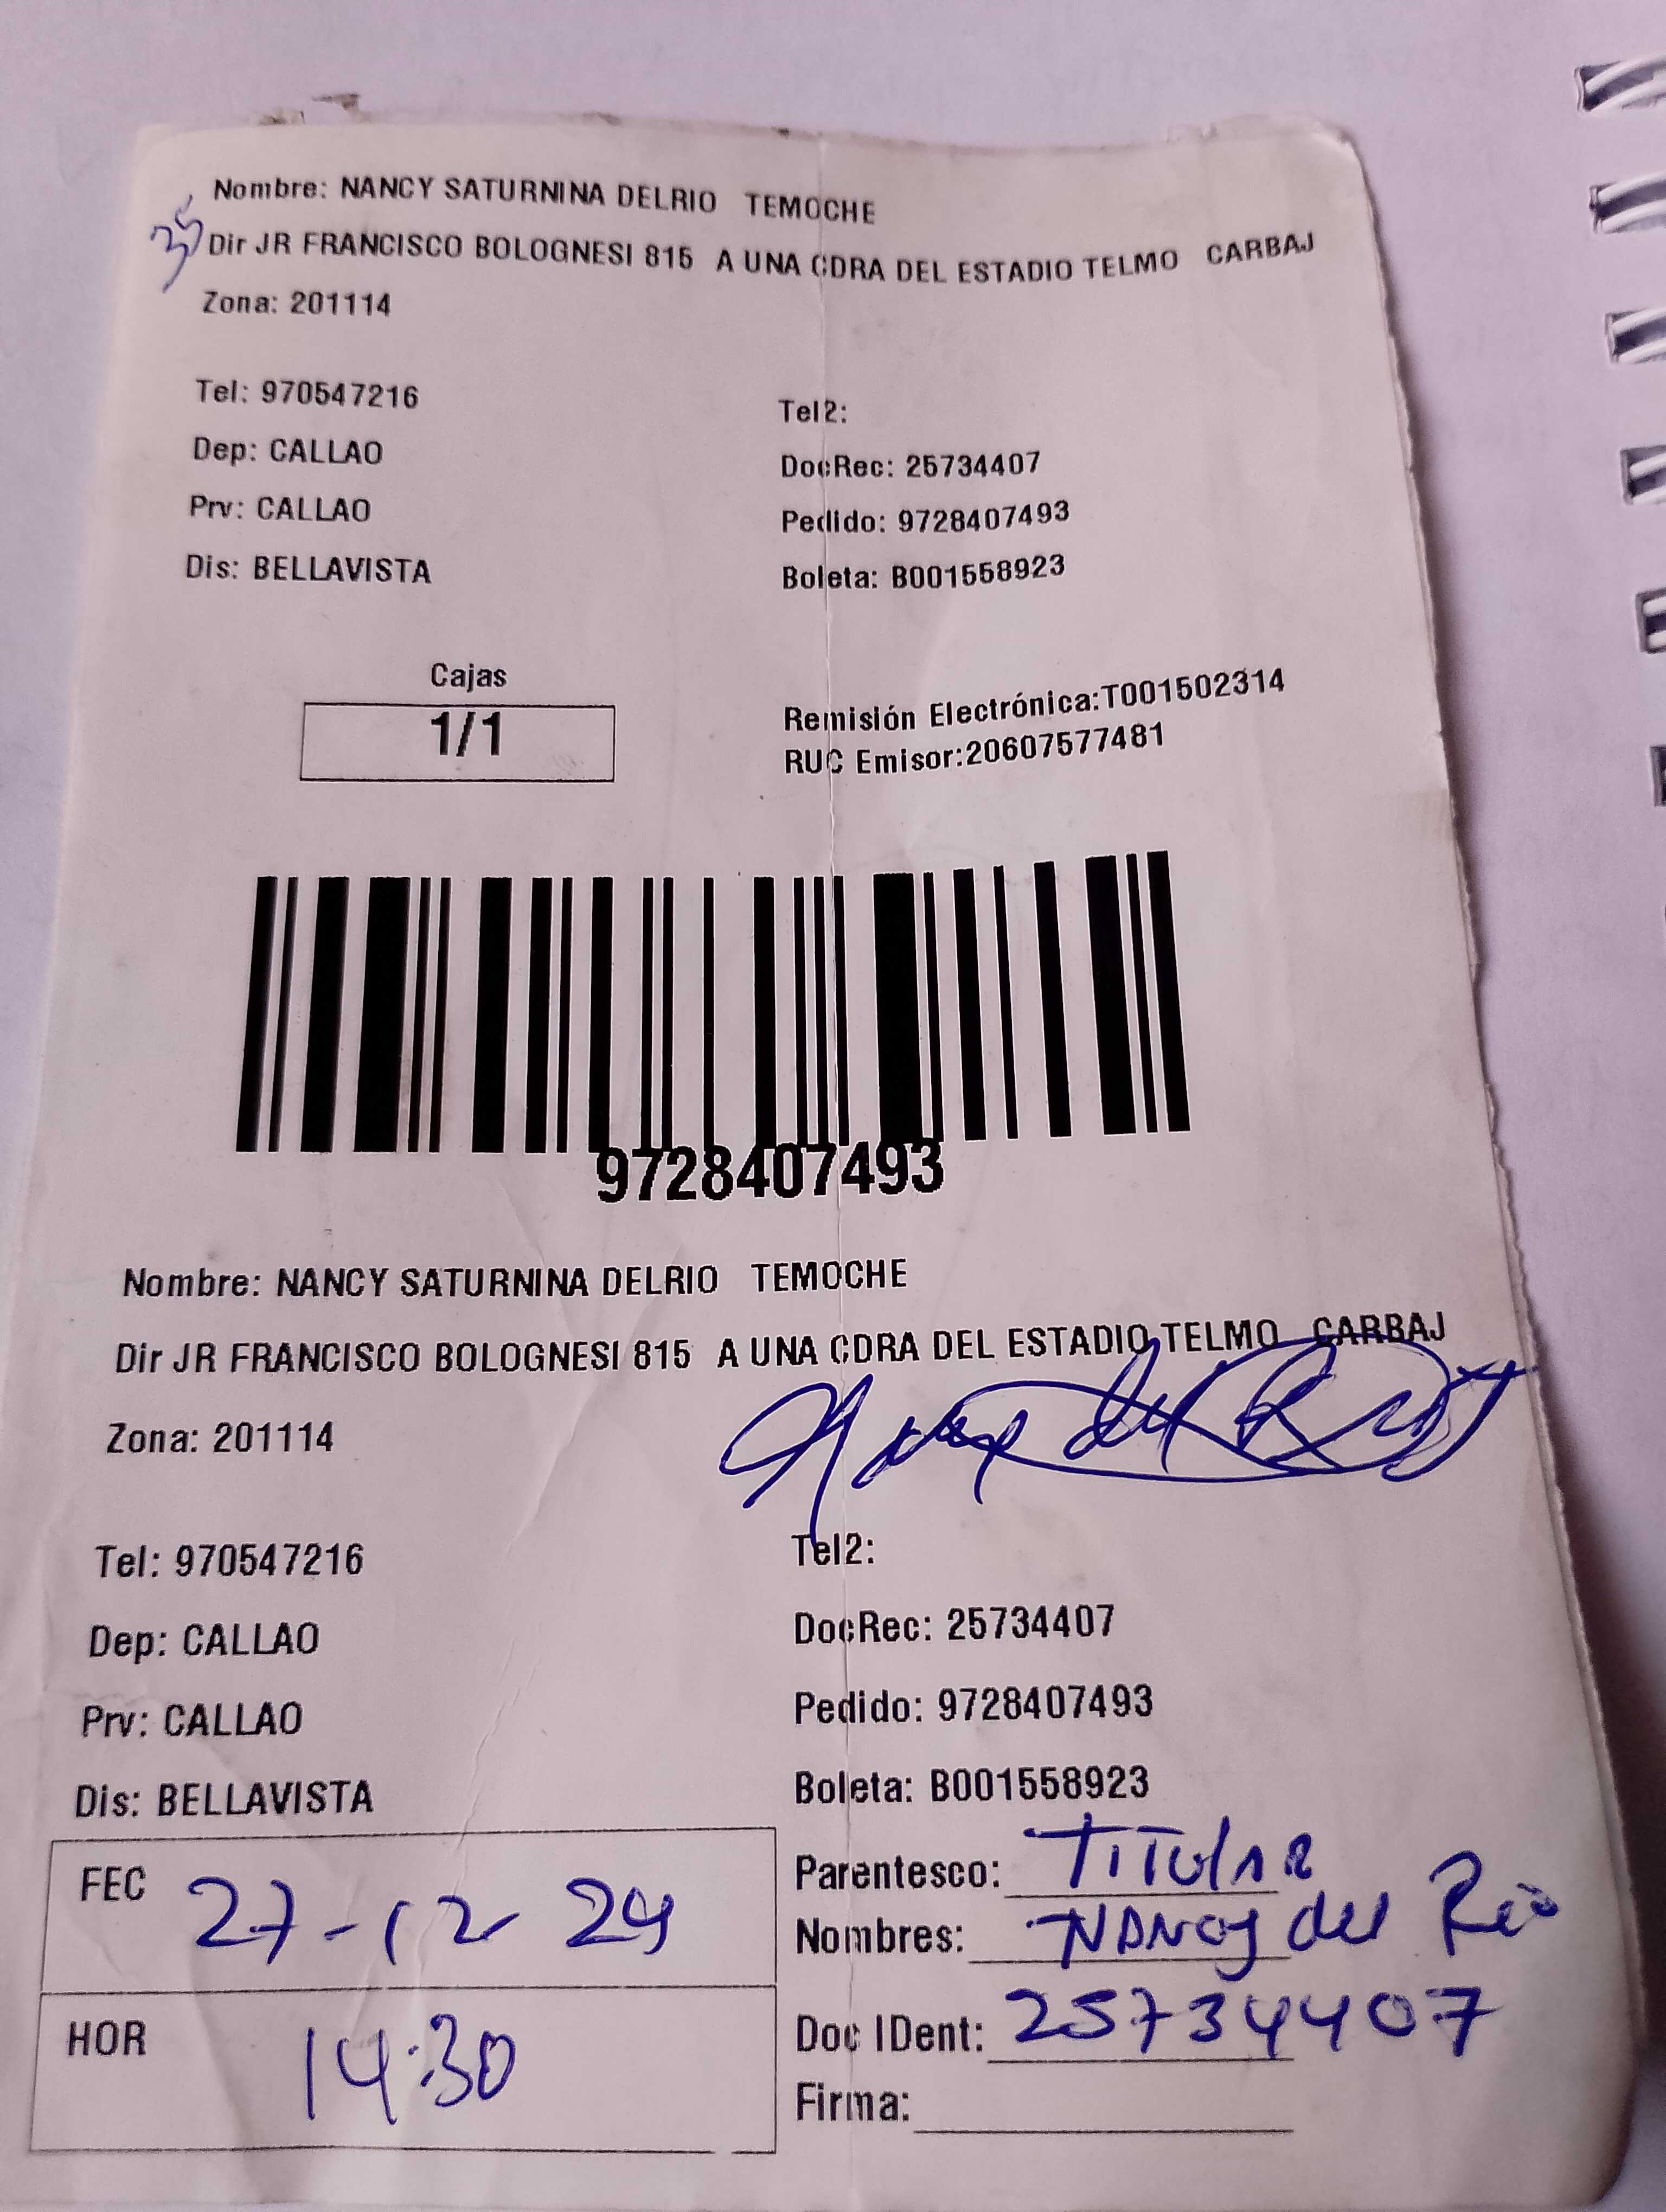 Nombre: NANCY SATURNINA DELRIO TEMOCHE
35
Dir JR FRANCISCO BOLOGNESI 815 A UNA CDRA DEL ESTADIO TELMO CARBAJ
Zona: 201114
Tel: 970547216
Tel2:
Dep: CALLAO
DocRec: 25734407
Prv: CALLAO
Pedido: 9728407493
Dis: BELLAVISTA
Boleta: B001558923
Cajas
1/1
Remisión Electrónica:T001502314
RUC Emisor:20607577481
9728407493
Nombre: NANCY SATURNINA DELRIO TEMOCHE
Dir JR FRANCISCO BOLOGNESI 815 A UNA CDRA DEL ESTADIO TELMO CARBAJ
Zona: 201114
Tel: 970547216
Tel2:
Dep: CALLAO
DocRec: 25734407
Prv: CALLAO
Pedido: 9728407493
Dis: BELLAVISTA
Boleta: B001558923
FEC 27-12 24
Parentesco: TITULAR
Nombres: NANCY del Rio
HOR 14:30
Doc IDent: 25734407
Firma: